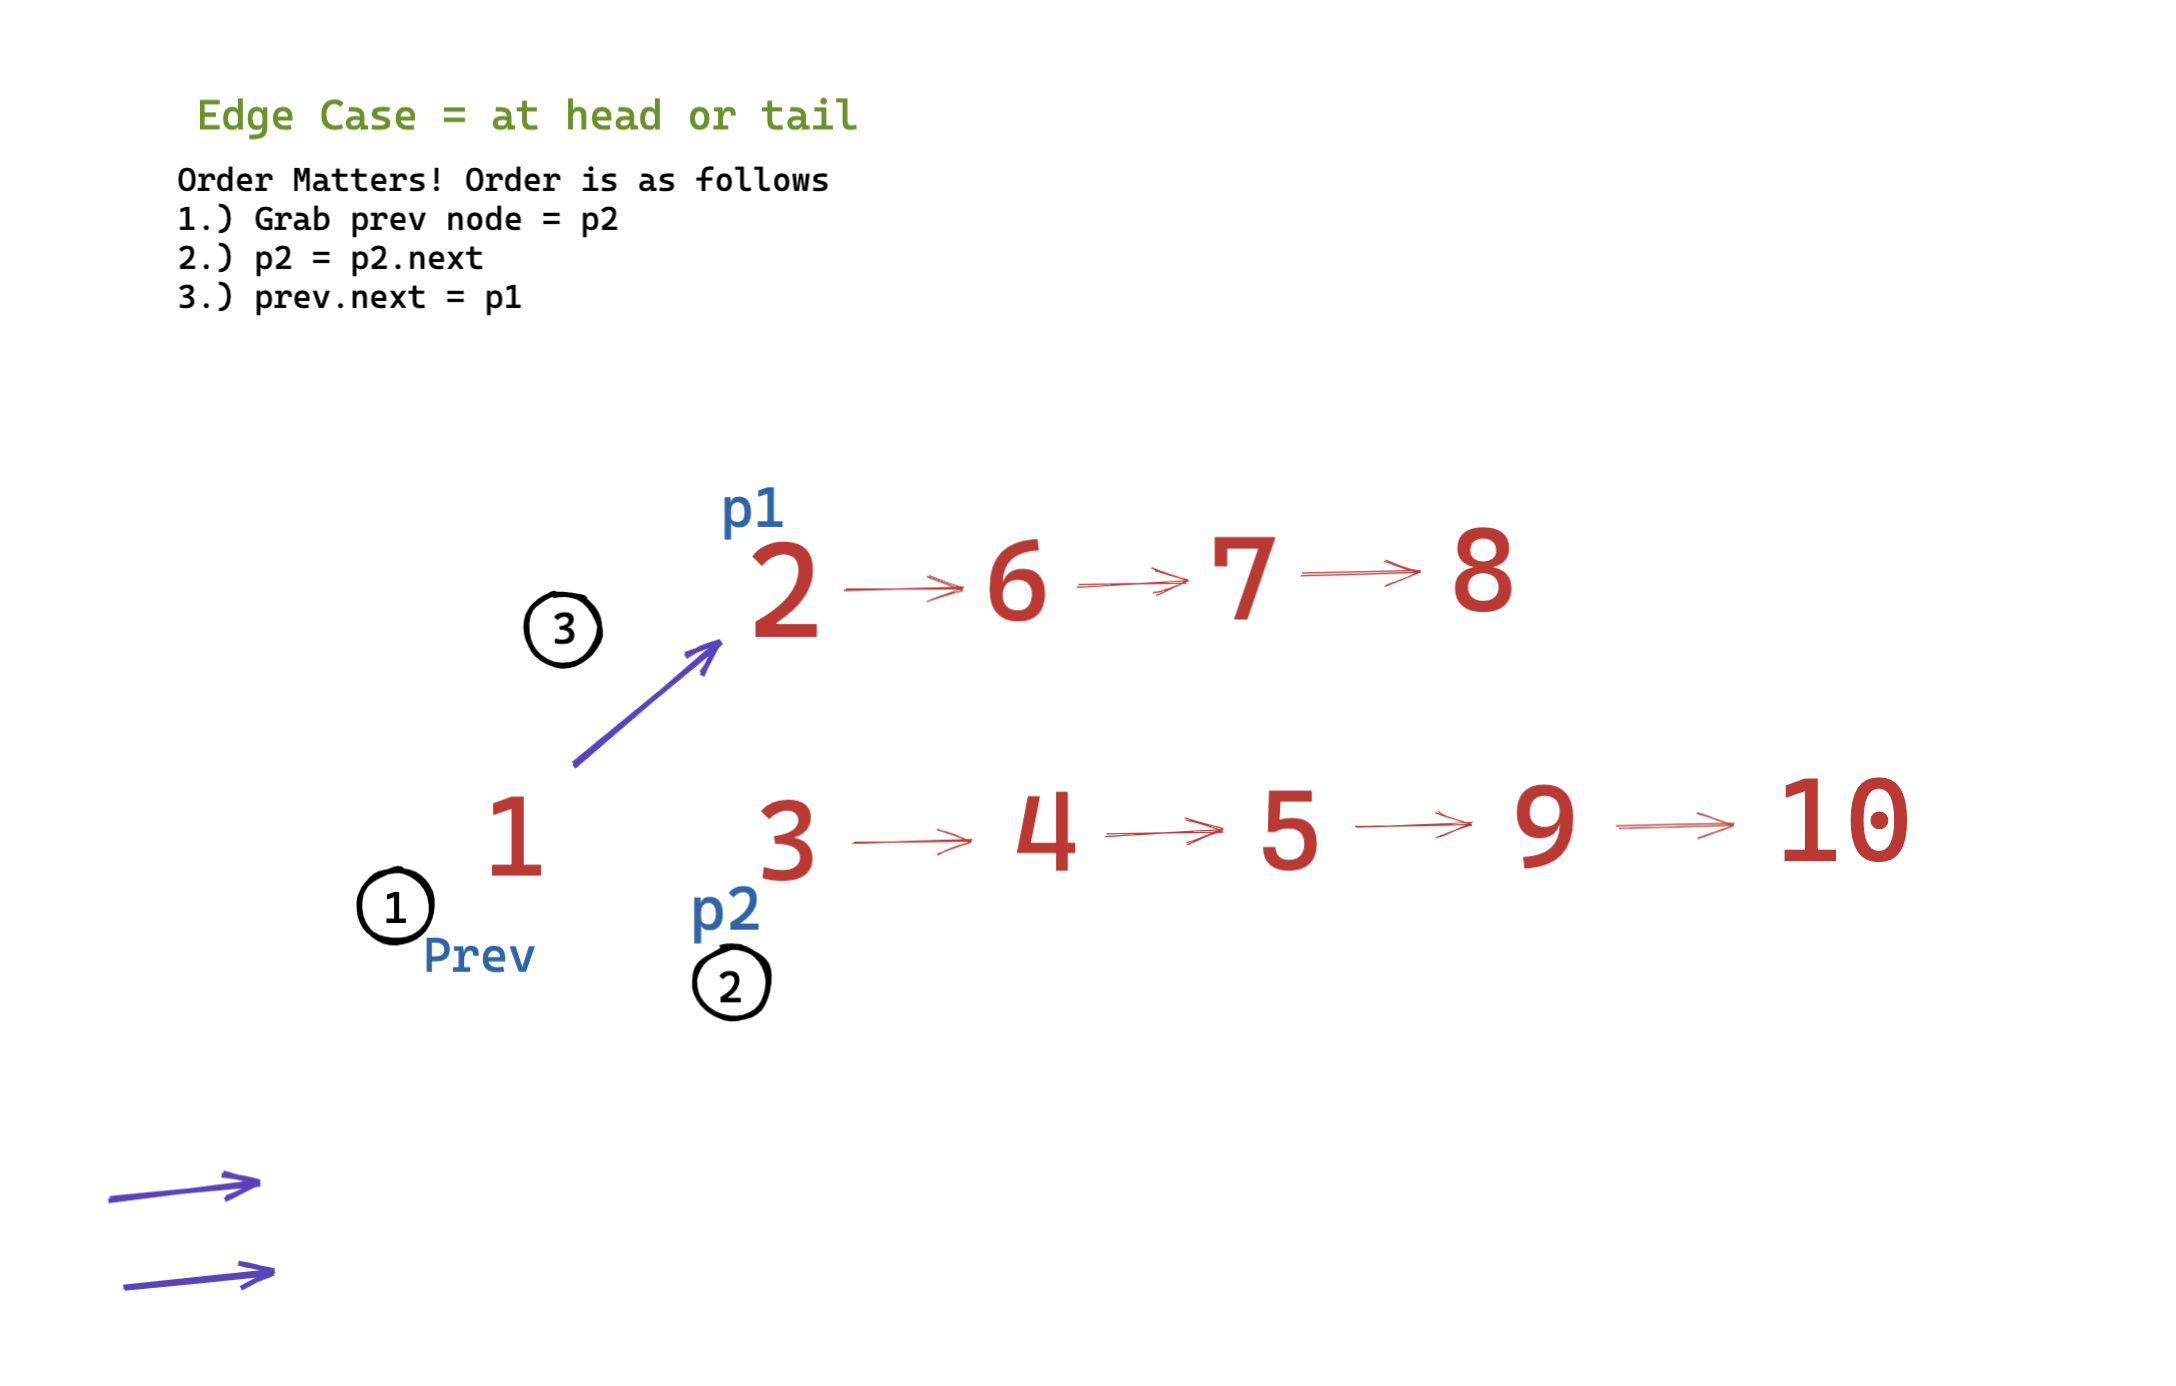 Edge Case = at head or tail
Order Matters! Order is as follows
1.) Grab prev node = p2
2.) p2 = p2.next
3.) prev.next = p1
p1
2 6 7 8
3
1 3 4 5 9 10
1
p2
Prev
2